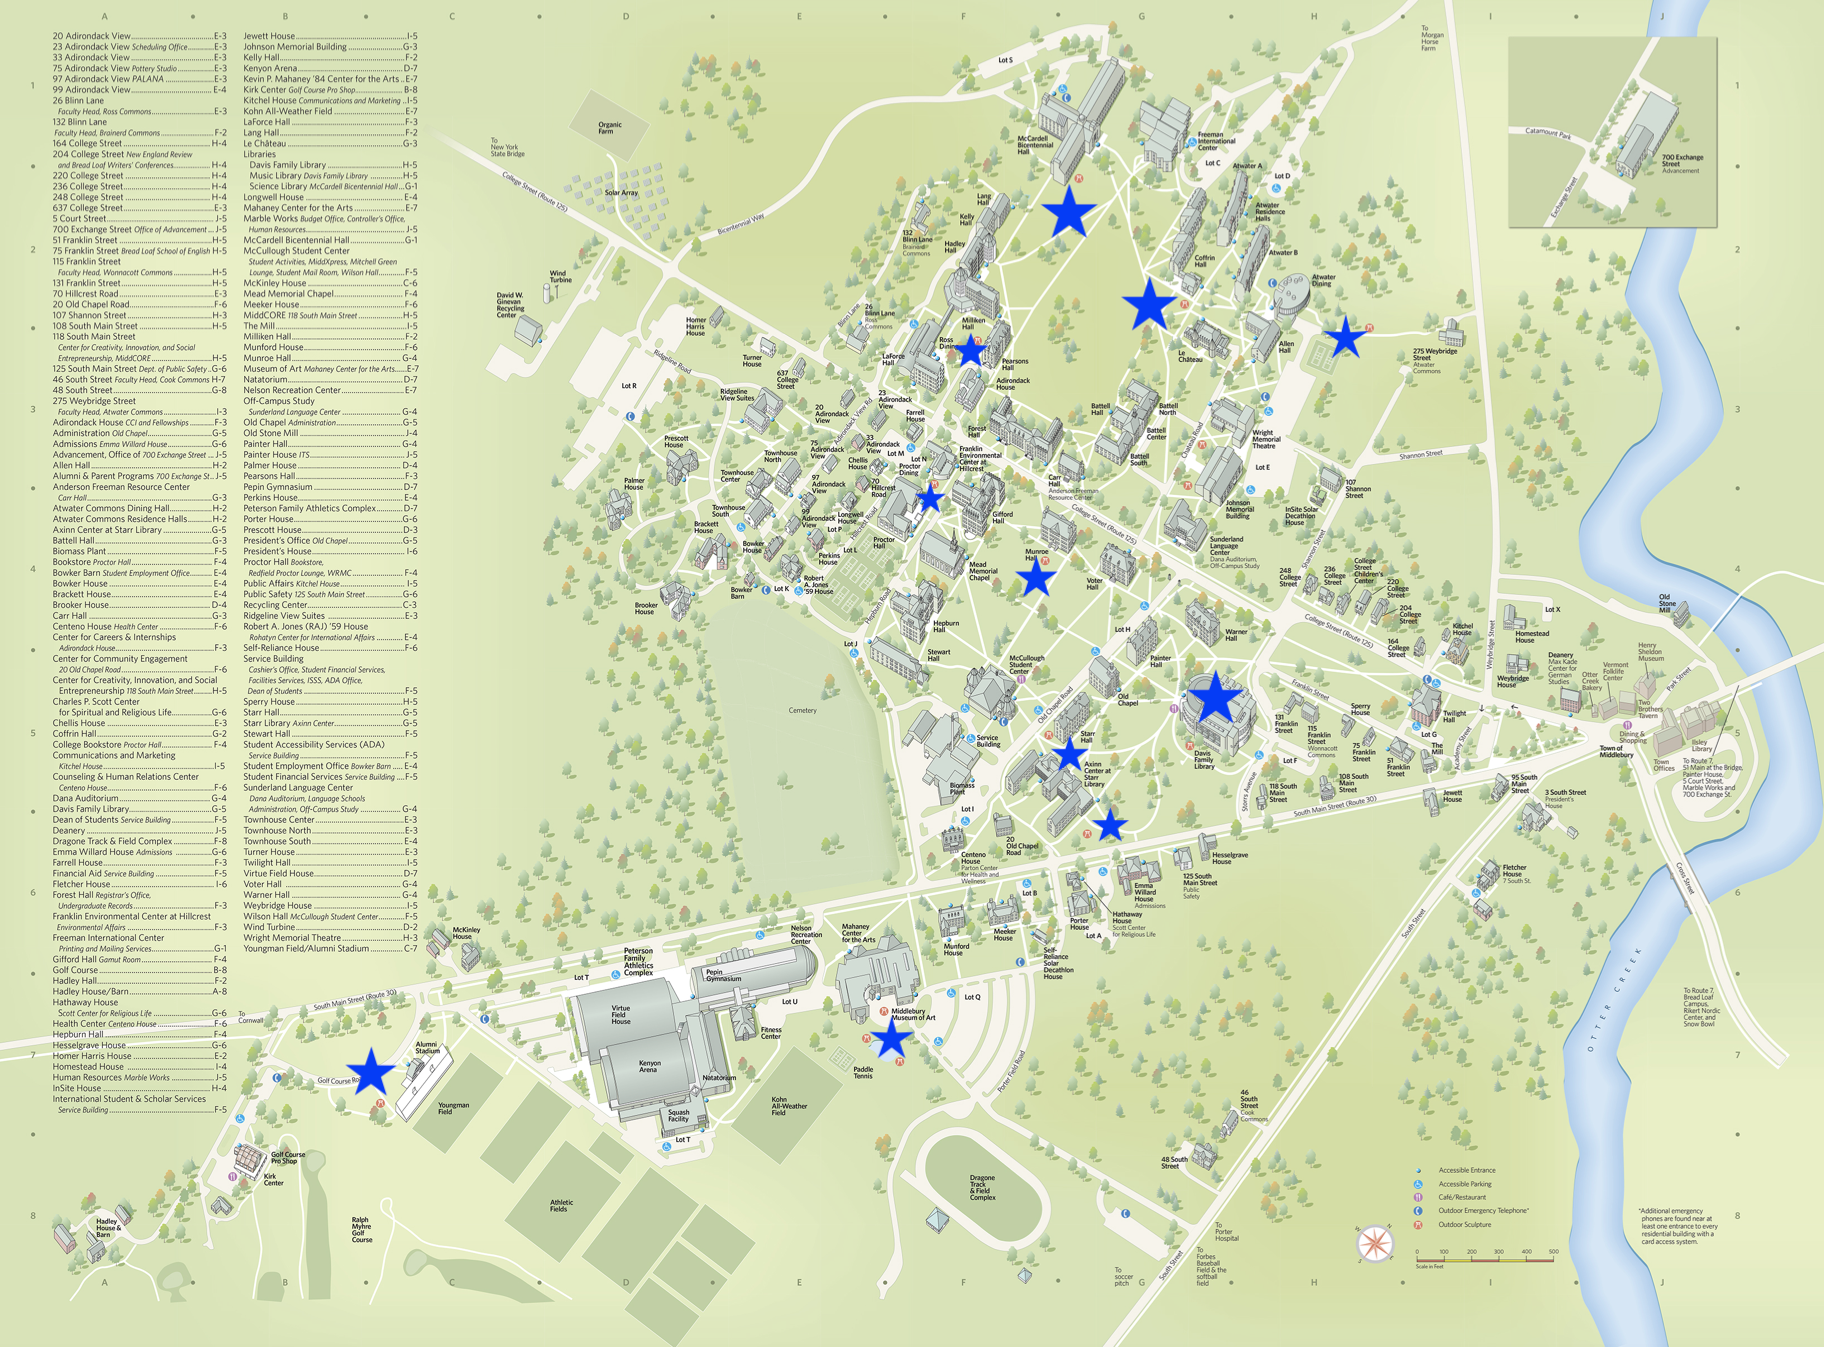 A B C D E F G H I J
20 Adirondack View E-3
23 Adirondack View Scheduling Office E-3
33 Adirondack View E-3
75 Adirondack View Pottery Studio E-3
97 Adirondack View PALANA E-3
99 Adirondack View E-4
26 Blinn Lane
Faculty Head, Ross Commons E-3
132 Blinn Lane
Faculty Head, Brainerd Commons F-2
164 College Street H-4
204 College Street New England Review
and Bread Loaf Writers' Conferences H-4
220 College Street H-4
236 College Street H-4
248 College Street H-4
637 College Street E-3
5 Court Street J-5
700 Exchange Street Office of Advancement J-5
51 Franklin Street H-5
75 Franklin Street Bread Loaf School of English H-5
115 Franklin Street
Faculty Head, Wonnacott Commons H-5
131 Franklin Street H-5
70 Hillcrest Road E-3
20 Old Chapel Road F-6
107 Shannon Street H-3
108 South Main Street H-5
118 South Main Street
Center for Creativity, Innovation, and Social
Entrepreneurship, MiddCORE H-5
125 South Main Street Dept. of Public Safety G-6
46 South Street Faculty Head, Cook Commons H-7
48 South Street G-8
275 Weybridge Street
Faculty Head, Atwater Commons I-3
Adirondack House CCI and Fellowships F-3
Administration Old Chapel G-5
Admissions Emma Willard House G-6
Advancement, Office of 700 Exchange Street J-5
Allen Hall H-2
Alumni & Parent Programs 700 Exchange St. J-5
Anderson Freeman Resource Center
Carr Hall G-3
Atwater Commons Dining Hall H-2
Atwater Commons Residence Halls H-2
Axinn Center at Starr Library G-5
Battell Hall G-3
Biomass Plant F-5
Bookstore Proctor Hall F-4
Bowker Barn Student Employment Office E-4
Bowker House E-4
Brackett House E-4
Brooker House D-4
Carr Hall G-3
Centeno House F-6
Center for Careers & Internships
Adirondack House F-3
Center for Community Engagement
20 Old Chapel Road F-6
Center for Creativity, Innovation, and Social
Entrepreneurship 118 South Main Street H-5
Charles P. Scott Center
for Spiritual and Religious Life G-6
Chellis House E-3
Coffrin Hall G-2
College Bookstore Proctor Hall F-4
Communications and Marketing
Kitchel House I-5
Counseling & Human Relations Center
Centeno House F-6
Dana Auditorium G-4
Davis Family Library G-5
Dean of Students Service Building F-5
Deanery J-5
Dragone Track & Field Complex F-8
Emma Willard House Admissions G-6
Farrell House F-3
Financial Aid Service Building F-5
Fletcher House I-6
Forest Hall Registrar's Office,
Undergraduate Records F-3
Franklin Environmental Center at Hillcrest
Environmental Affairs F-3
Freeman International Center
Printing and Mailing Services G-1
Gifford Hall Gamut Room F-4
Golf Course B-8
Hadley Hall F-2
Hadley House/Barn A-8
Hathaway House
Scott Center for Religious Life G-6
Health Center Centeno House F-6
Hepburn Hall F-4
Hesselgrave House G-6
Homer Harris House E-2
Homestead House I-4
Human Resources Marble Works J-5
InSite House H-4
International Student & Scholar Services
Service Building F-5
Jewett House I-5
Johnson Memorial Building G-3
Kelly Hall F-2
Kenyon Arena D-7
Kevin P. Mahaney '84 Center for the Arts E-7
Kirk Center Golf Course Pro Shop B-8
Kitchel House Communications and Marketing I-5
Kohn All-Weather Field E-7
LaForce Hall F-3
Lang Hall F-2
Le Château G-3
Libraries
Davis Family Library H-5
Music Library Davis Family Library H-5
Science Library McCardell Bicentennial Hall G-1
Longwell House E-4
Mahaney Center for the Arts E-7
Marble Works Budget Office, Controller's Office,
Human Resources J-5
McCardell Bicentennial Hall G-1
McCullough Student Center
Student Activities, MiddXpress, Mitchell Green
Lounge, Student Mail Room, Wilson Hall F-5
McKinley House C-6
Mead Memorial Chapel F-4
Meeker House F-6
MiddCORE 118 South Main Street H-5
The Mill I-5
Milliken Hall F-2
Munford House F-6
Munroe Hall G-4
Museum of Art Mahaney Center for the Arts E-7
Natatorium D-7
Nelson Recreation Center E-7
Off-Campus Study
Sunderland Language Center G-4
Old Chapel Administration G-5
Old Stone Mill J-4
Painter Hall G-4
Painter House ITS J-5
Palmer House D-4
Pearsons Hall F-3
Pepin Gymnasium D-7
Perkins House E-4
Peterson Family Athletics Complex D-7
Porter House G-6
Prescott House D-3
President's Office Old Chapel G-5
President's House I-6
Proctor Hall Bookstore,
Redfield Proctor Lounge, WRMC F-4
Public Affairs Kitchel House I-5
Public Safety 125 South Main Street G-6
Recycling Center C-3
Ridgeline View Suites E-3
Robert A. Jones (RAJ) '59 House
Rohatyn Center for International Affairs E-4
Self-Reliance House F-6
Service Building
Cashier's Office, Student Financial Services,
Facilities Services, ISSS, ADA Office,
Dean of Students F-5
Sperry House H-5
Starr Hall G-5
Starr Library Axinn Center G-5
Stewart Hall F-5
Student Accessibility Services (ADA)
Service Building F-5
Student Employment Office Bowker Barn E-4
Student Financial Services Service Building F-5
Sunderland Language Center
Dana Auditorium, Language Schools
Administration, Off-Campus Study G-4
Townhouse Center E-3
Townhouse North E-3
Townhouse South E-4
Turner House E-3
Twilight Hall I-5
Virtue Field House D-7
Voter Hall G-4
Warner Hall G-4
Weybridge House I-5
Wilson Hall McCullough Student Center F-5
Wind Turbine D-2
Wright Memorial Theatre H-3
Youngman Field/Alumni Stadium C-7
1
2
3
4
5
6
7
8
To New York State Bridge
College Street (Route 125)
Organic Farm
Solar Array
Bicentennial Way
Wind Turbine
David W. Ginevan Recycling Center
Homer Harris House
Turner House
637 College Street
Ridgeline Road
Lot R
Ridgeline View Suites
Prescott House
Palmer House
Brackett House
Brooker House
Townhouse North
Townhouse Center
Townhouse South
Bowker House
Bowker Barn
Lot K
Perkins House
Robert A. Jones '59 House
Lot L
Lot P
20 Adirondack View
23 Adirondack View
33 Adirondack View
75 Adirondack View
97 Adirondack View
99 Adirondack View
Adirondack View Rd
Chellis House
70 Hillcrest Road
Longwell House
Hillcrest Road
Lot M
Lot N
Proctor Dining
Proctor Hall
Farrell House
Franklin Environmental Center at Hillcrest
Gifford Hall
Mead Memorial Chapel
Hepburn Road
Hepburn Hall
Stewart Hall
Lot J
Cemetery
Blinn Lane
26 Blinn Lane Ross Commons
132 Blinn Lane Brainerd Commons
Lang Hall
Kelly Hall
Hadley Hall
Milliken Hall
Ross Dining
LaForce Hall
Pearsons Hall
Adirondack House
Forest Hall
Lot S
McCardell Bicentennial Hall
Freeman International Center
Lot C
Atwater A
Lot D
Atwater Residence Halls
Atwater B
Coffrin Hall
Atwater Dining
Le Château
Allen Hall
275 Weybridge Street Atwater Commons
To Morgan Horse Farm
Battell Hall
Battell North
Battell Center
Battell South
Château Road
Wright Memorial Theatre
Lot E
Carr Hall Anderson Freeman Resource Center
Johnson Memorial Building
InSite Solar Decathlon House
107 Shannon Street
Shannon Street
Shannon Street
Sunderland Language Center Dana Auditorium, Off-Campus Study
College Street (Route 125)
Munroe Hall
Voter Hall
Lot H
Warner Hall
Painter Hall
Old Chapel
Old Chapel Road
McCullough Student Center
Service Building
Biomass Plant
Starr Hall
Axinn Center at Starr Library
Davis Family Library
248 College Street
236 College Street
College Street Children's Center
220 College Street
204 College Street
164 College Street
College Street (Route 125)
Kitchel House
Lot X
Homestead House
Weybridge Street
Weybridge House
Old Stone Mill
Deanery Max Kade Center for German Studies
Otter Creek Bakery
Vermont Folklife Center
Henry Sheldon Museum
Two Brothers Tavern
Park Street
Dining & Shopping
Town of Middlebury
Town Offices
Ilsley Library
To Route 7, 51 Main at the Bridge, Painter House, 5 Court Street, Marble Works and 700 Exchange St.
Franklin Street
131 Franklin Street
115 Franklin Street Wonnacott Commons
Sperry House
75 Franklin Street
51 Franklin Street
Twilight Hall
Lot G
The Mill
Academy Street
Lot F
Storrs Avenue
118 South Main Street
108 South Main Street
South Main Street (Route 30)
Jewett House
95 South Main Street
3 South Street President's House
Fletcher House 7 South St.
South Street
Cross Street
OTTER CREEK
To Route 7, Bread Loaf Campus, Rikert Nordic Center, and Snow Bowl
Lot I
Centeno House Parton Center for Health and Wellness
20 Old Chapel Road
Hesselgrave House
125 South Main Street Public Safety
Emma Willard House Admissions
Hathaway House Scott Center for Religious Life
Porter House
Lot A
Lot B
Meeker House
Munford House
Self-Reliance Solar Decathlon House
Mahaney Center for the Arts
Middlebury Museum of Art
Lot Q
Porter Field Road
Paddle Tennis
Nelson Recreation Center
Peterson Family Athletics Complex
Pepin Gymnasium
Lot T
Lot U
Virtue Field House
Kenyon Arena
Natatorium
Fitness Center
Squash Facility
Lot T
Kohn All-Weather Field
McKinley House
South Main Street (Route 30)
To Cornwall
Alumni Stadium
Youngman Field
Golf Course Pro Shop
Kirk Center
Hadley House & Barn
Ralph Myhre Golf Course
Athletic Fields
Dragone Track & Field Complex
46 South Street Cook Commons
48 South Street
To Porter Hospital
To Forbes Baseball Field & the softball field
South Street
To soccer pitch
Catamount Park
Exchange Street
700 Exchange Street Advancement
Accessible Entrance
Accessible Parking
Café/Restaurant
Outdoor Emergency Telephone*
Outdoor Sculpture
0 100 200 300 400 500
Scale in Feet
*Additional emergency phones are found near at least one entrance to every residential building with a card access system.
A B C D E F G H I J